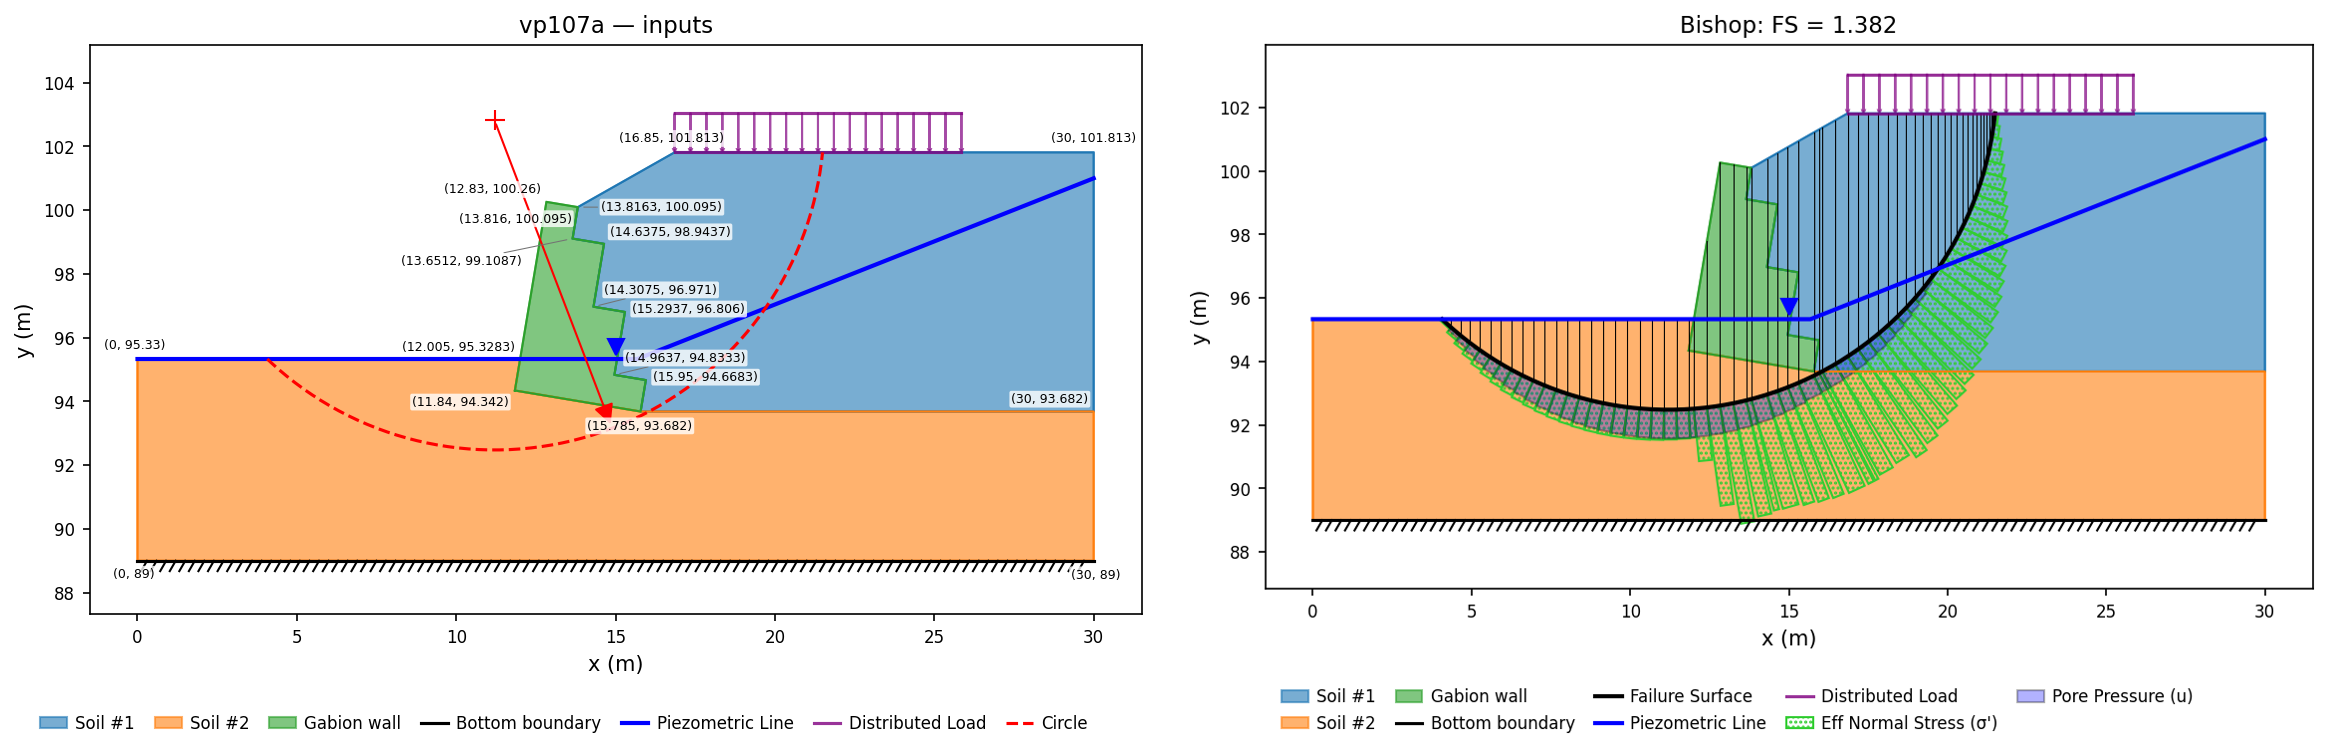 vp107a — inputs
104
102
100
98
96
94
92
90
88
y (m)
(16.85, 101.813)
(30, 101.813)
(12.83, 100.26)
(13.816, 100.095)
(13.8163, 100.095)
(14.6375, 98.9437)
(13.6512, 99.1087)
(14.3075, 96.971)
(15.2937, 96.806)
(0, 95.33)
(12.005, 95.3283)
(14.9637, 94.8333)
(15.95, 94.6683)
(11.84, 94.342)
(30, 93.682)
(15.785, 93.682)
(0, 89)
(30, 89)
0
5
10
15
20
25
30
x (m)
Soil #1
Soil #2
Gabion wall
Bottom boundary
Piezometric Line
Distributed Load
Circle
Bishop: FS = 1.382
102
100
98
96
94
92
90
88
y (m)
0
5
10
15
20
25
30
x (m)
Soil #1
Soil #2
Gabion wall
Bottom boundary
Failure Surface
Piezometric Line
Distributed Load
Eff Normal Stress (σ')
Pore Pressure (u)